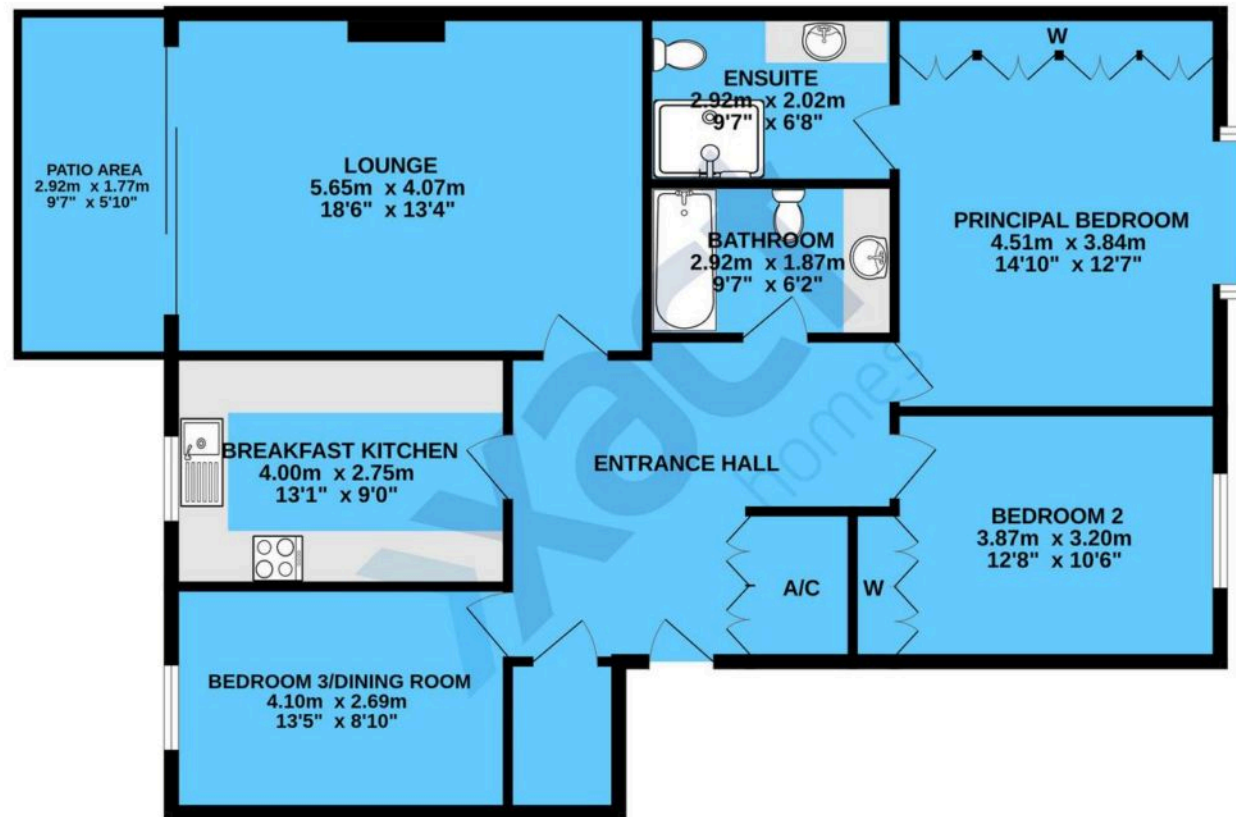 W
ENSUITE
2.92m x 2.02m
9'7" x 6'8"
LOUNGE
5.65m x 4.07m
18'6" x 13'4"
PATIO AREA
2.92m x 1.77m
9'7" x 5'10"
PRINCIPAL BEDROOM
4.51m x 3.84m
14'10" x 12'7"
BATHROOM
2.92m x 1.87m
9'7" x 6'2"
BREAKFAST KITCHEN
4.00m x 2.75m
13'1" x 9'0"
ENTRANCE HALL
BEDROOM 2
3.87m x 3.20m
12'8" x 10'6"
A/C
W
BEDROOM 3/DINING ROOM
4.10m x 2.69m
13'5" x 8'10"
xact
homes